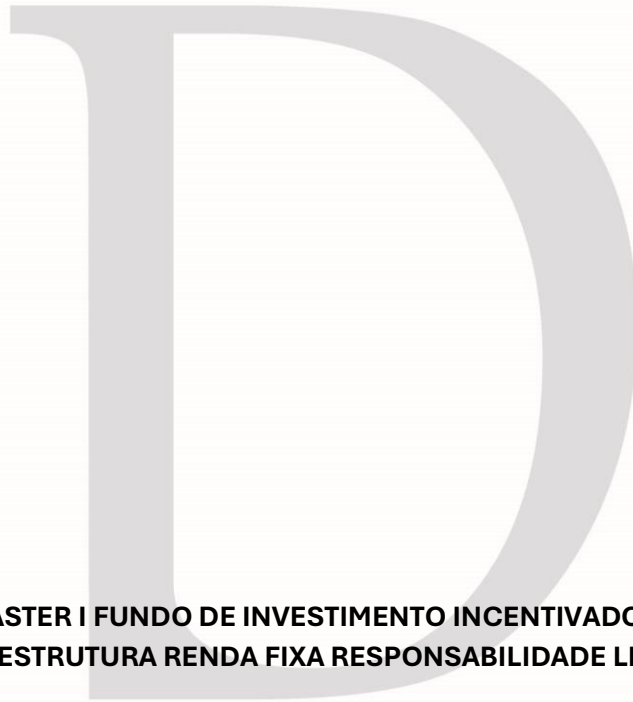 D
ASTER I FUNDO DE INVESTIMENTO INCENTIVADO
ESTRUTURA RENDA FIXA RESPONSABILIDADE LI